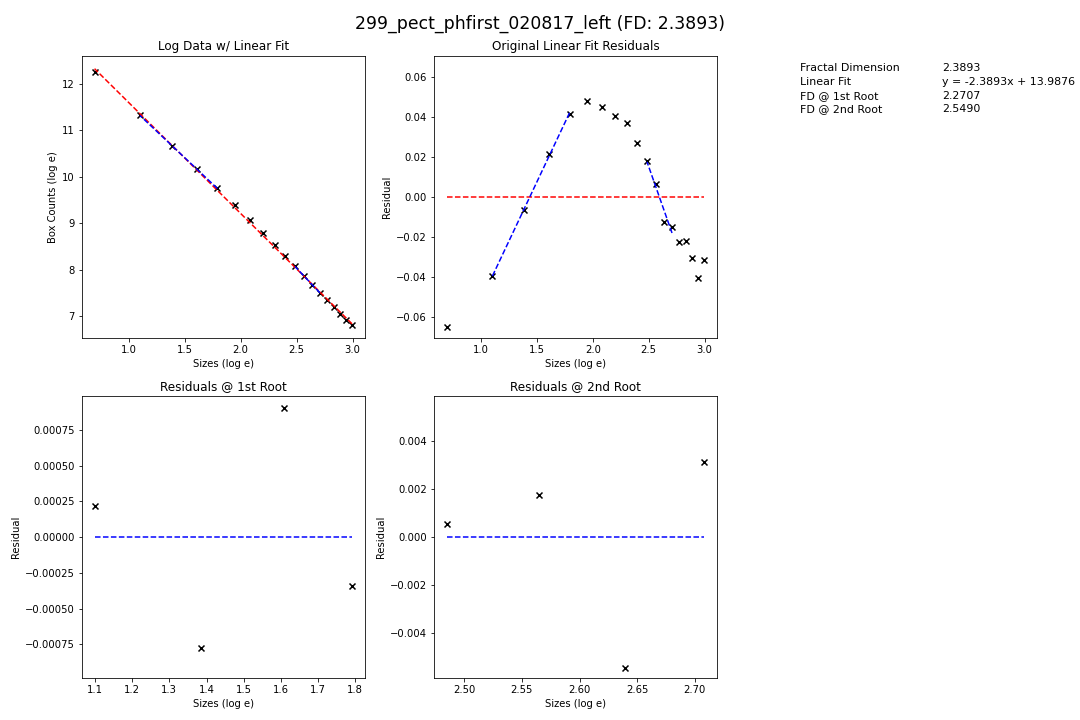 299_pect_phfirst_020817_left (FD: 2.3893)
Log Data w/ Linear Fit
12
11
10
9
8
7
Box Counts (log e)
1.0 1.5 2.0 2.5 3.0
Sizes (log e)
Original Linear Fit Residuals
0.06
0.04
0.02
0.00
−0.02
−0.04
−0.06
Residual
1.0 1.5 2.0 2.5 3.0
Sizes (log e)
Fractal Dimension 2.3893
Linear Fit y = -2.3893x + 13.9876
FD @ 1st Root 2.2707
FD @ 2nd Root 2.5490
Residuals @ 1st Root
0.00075
0.00050
0.00025
0.00000
−0.00025
−0.00050
−0.00075
Residual
1.1 1.2 1.3 1.4 1.5 1.6 1.7 1.8
Sizes (log e)
Residuals @ 2nd Root
0.004
0.002
0.000
−0.002
−0.004
Residual
2.50 2.55 2.60 2.65 2.70
Sizes (log e)